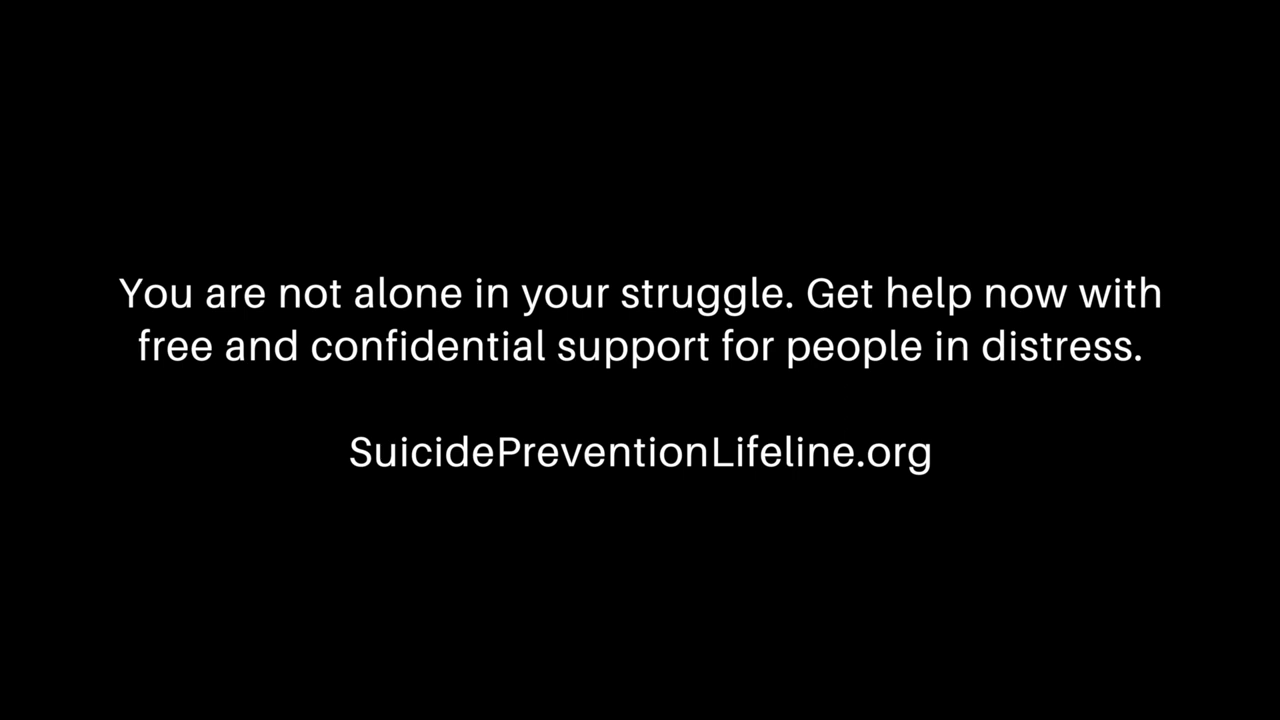 You are not alone in your struggle. Get help now with
free and confidential support for people in distress.
SuicidePreventionLifeline.org